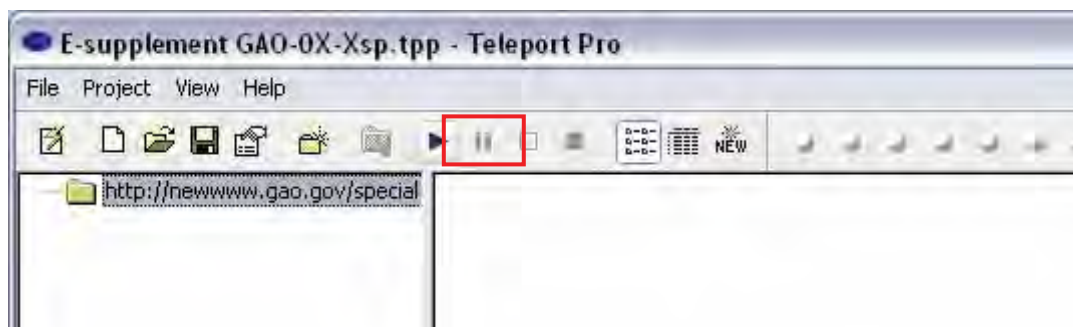 E-supplement GAO-0X-Xsp.tpp - Teleport Pro
File Project View Help
NEW
http://newwww.gao.gov/special